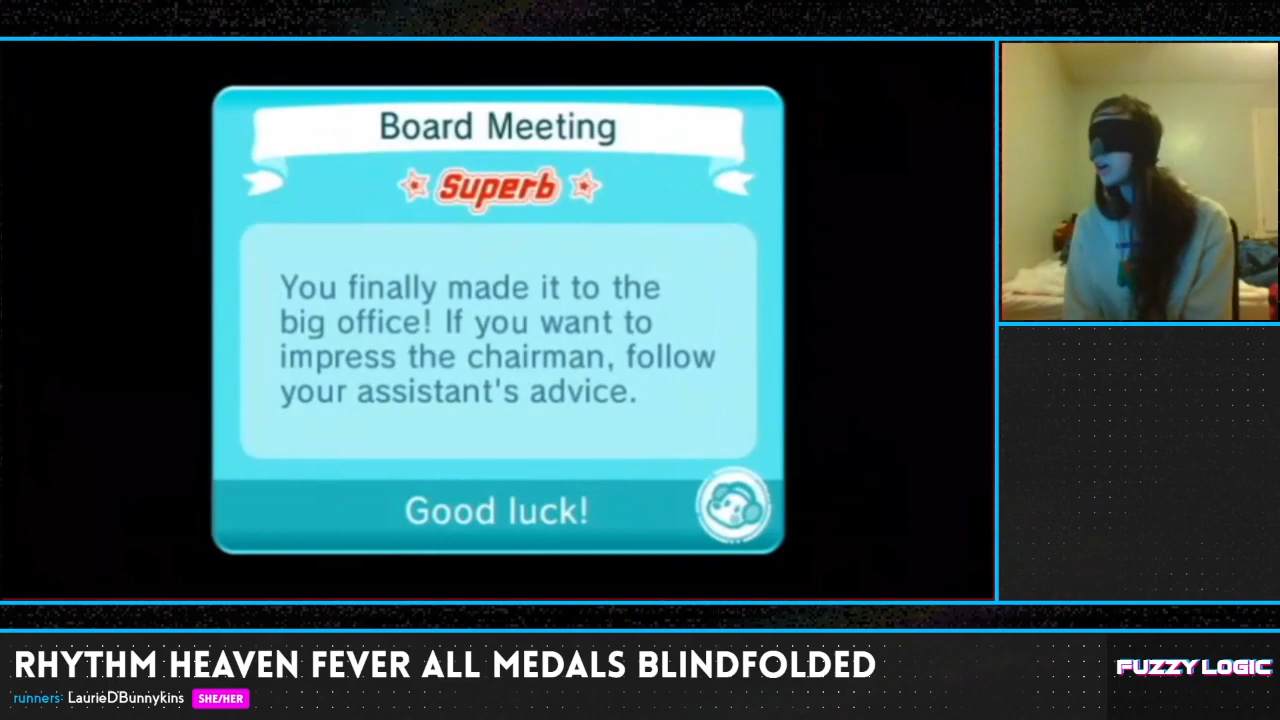 Board Meeting
Superb
You finally made it to the
big office! If you want to
impress the chairman, follow
your assistant's advice.
Good luck!
RHYTHM HEAVEN FEVER ALL MEDALS BLINDFOLDED
runners: LaurieDBunnykins SHE/HER
FUZZY LOGIC